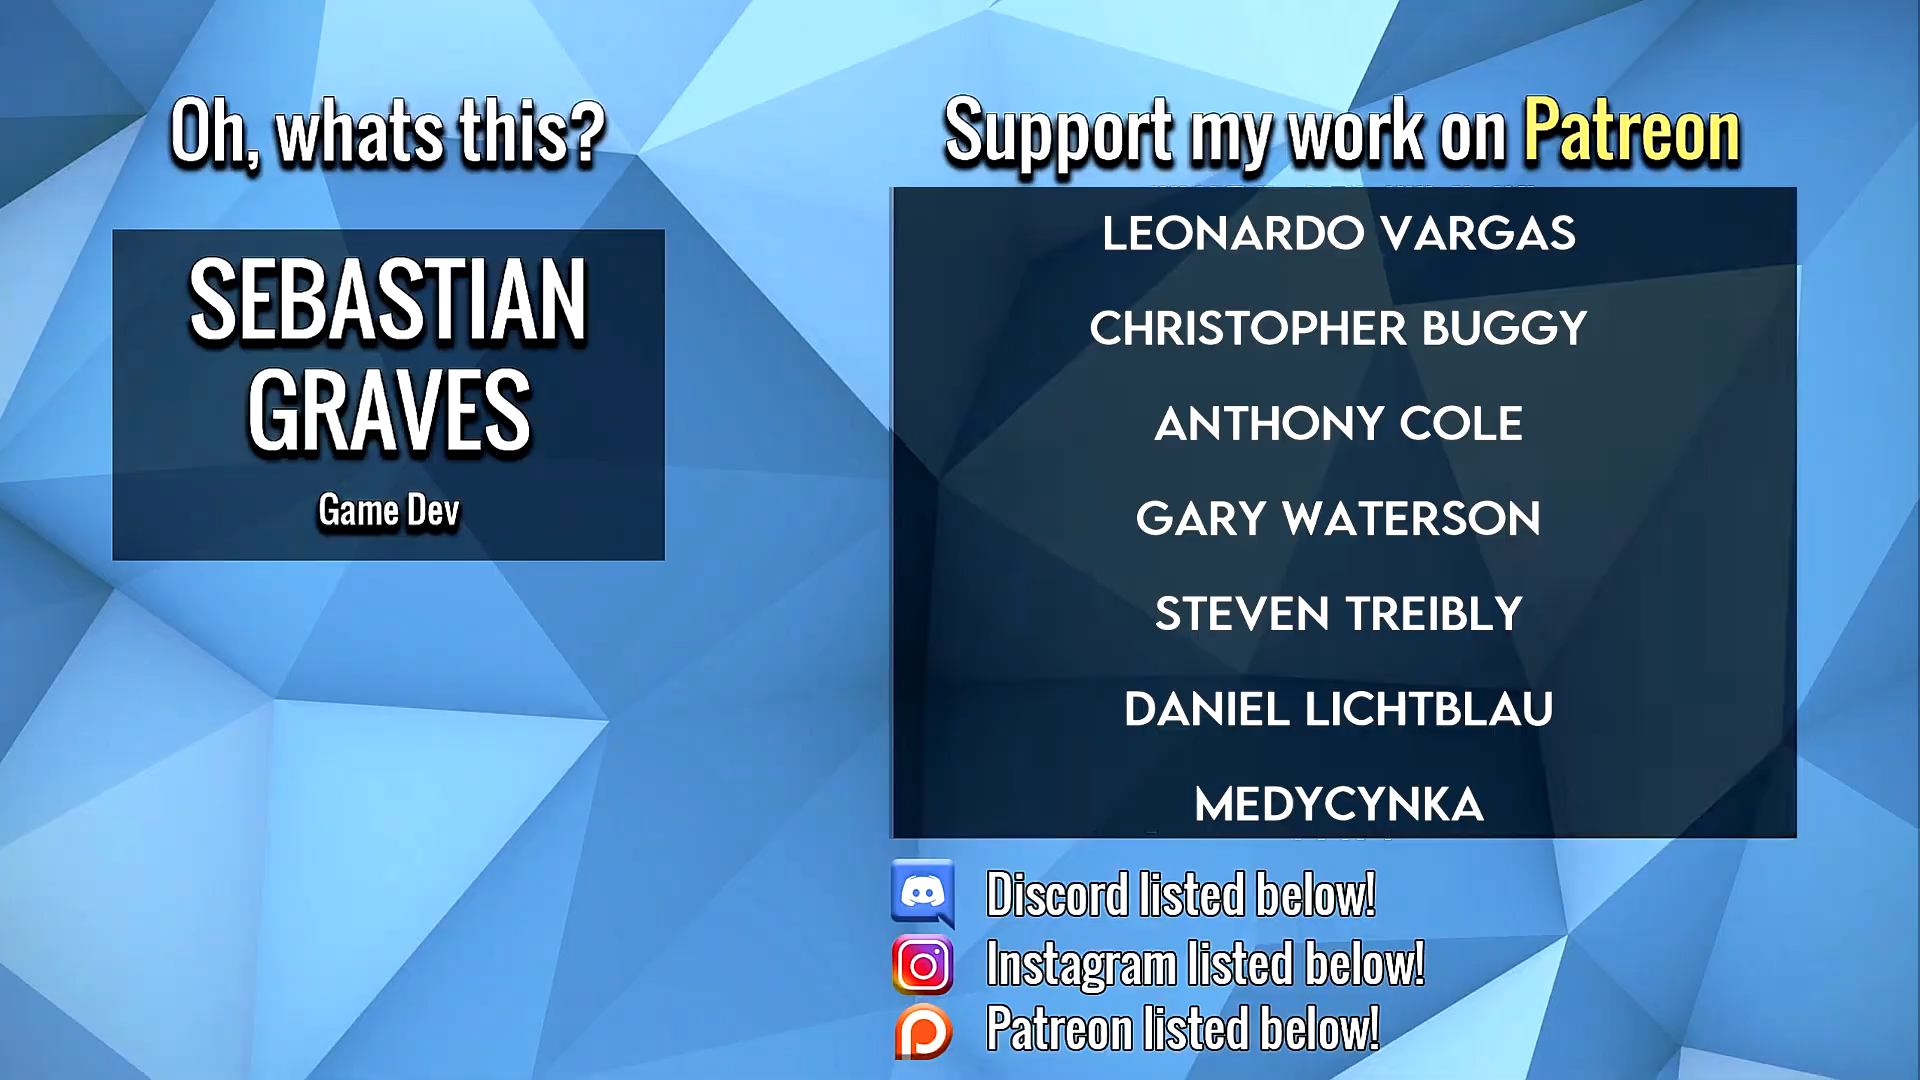 Oh, whats this?
SEBASTIAN
GRAVES
Game Dev
Support my work on Patreon
LEONARDO VARGAS
CHRISTOPHER BUGGY
ANTHONY COLE
GARY WATERSON
STEVEN TREIBLY
DANIEL LICHTBLAU
MEDYCYNKA
Discord listed below!
Instagram listed below!
Patreon listed below!